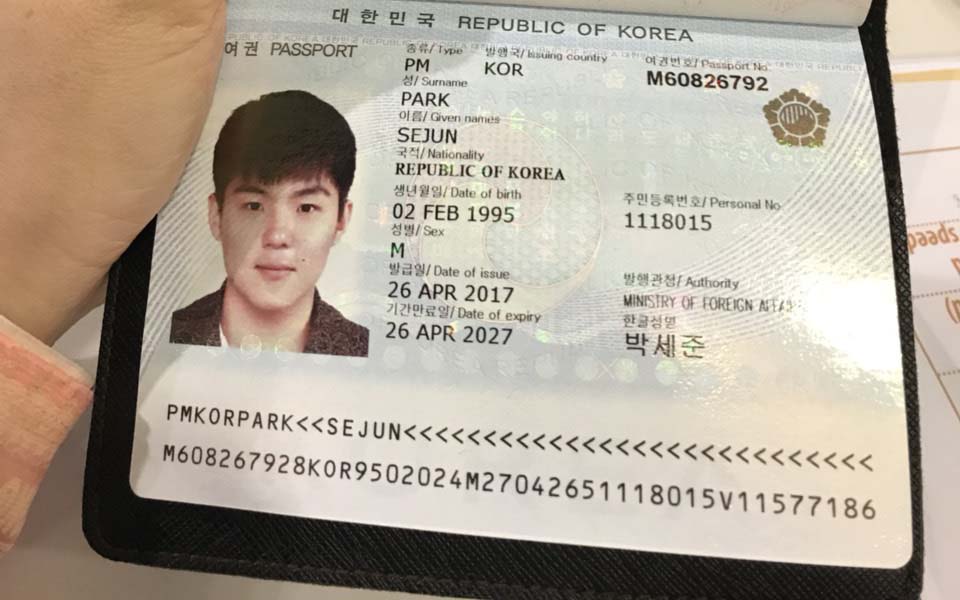 대한민국 REPUBLIC OF KOREA
여권 PASSPORT
종류/ Type 발행국/ Issuing country 여권번호/ Passport No.
PM KOR M60826792
성/ Surname
PARK
이름/ Given names
SEJUN
국적/ Nationality
REPUBLIC OF KOREA
생년월일/ Date of birth 주민등록번호/ Personal No.
02 FEB 1995 1118015
성별/ Sex
M
발급일/ Date of issue 발행관청/ Authority
26 APR 2017 MINISTRY OF FOREIGN AFFAIRS
기간만료일/ Date of expiry 한글성명
26 APR 2027 박세준
PMKORPARK<<SEJUN<<<<<<<<<<<<<<<<<<<<<<<<<<<<
M608267928KOR9502024M27042651118015V11577186